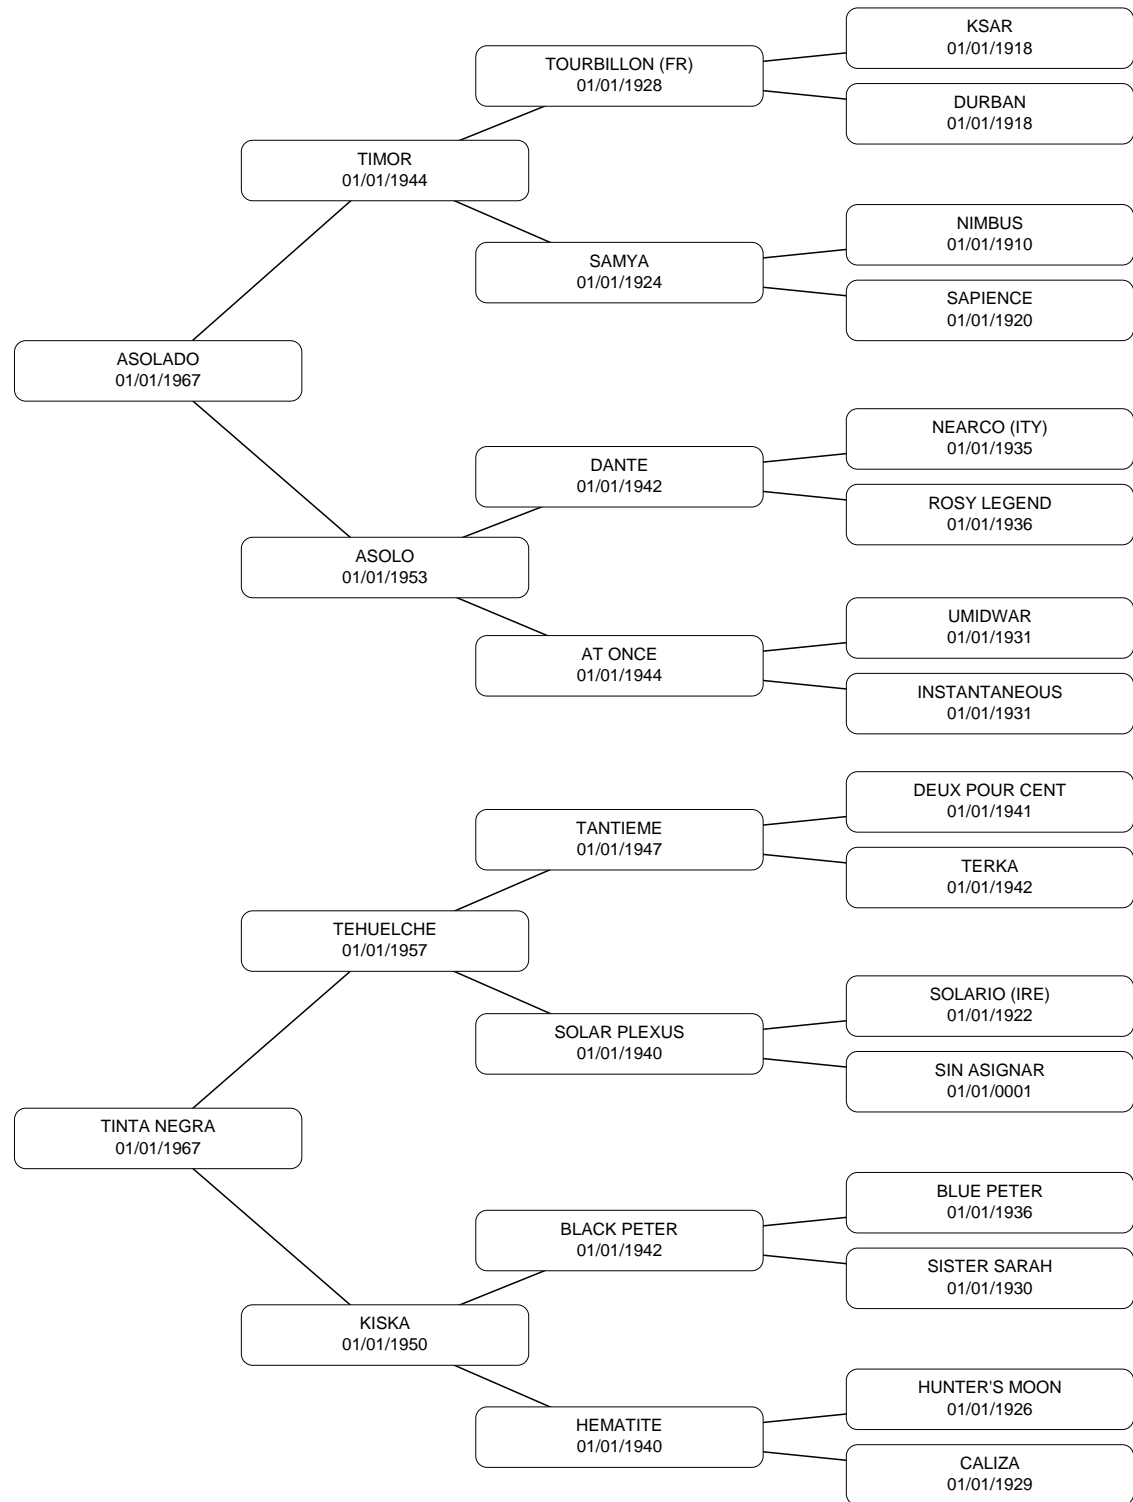 KSAR
01/01/1918
TOURBILLON (FR)
01/01/1928
DURBAN
01/01/1918
TIMOR
01/01/1944
NIMBUS
01/01/1910
SAMYA
01/01/1924
SAPIENCE
01/01/1920
ASOLADO
01/01/1967
NEARCO (ITY)
01/01/1935
DANTE
01/01/1942
ROSY LEGEND
01/01/1936
ASOLO
01/01/1953
UMIDWAR
01/01/1931
AT ONCE
01/01/1944
INSTANTANEOUS
01/01/1931
DEUX POUR CENT
01/01/1941
TANTIEME
01/01/1947
TERKA
01/01/1942
TEHUELCHE
01/01/1957
SOLARIO (IRE)
01/01/1922
SOLAR PLEXUS
01/01/1940
SIN ASIGNAR
01/01/0001
TINTA NEGRA
01/01/1967
BLUE PETER
01/01/1936
BLACK PETER
01/01/1942
SISTER SARAH
01/01/1930
KISKA
01/01/1950
HUNTER'S MOON
01/01/1926
HEMATITE
01/01/1940
CALIZA
01/01/1929